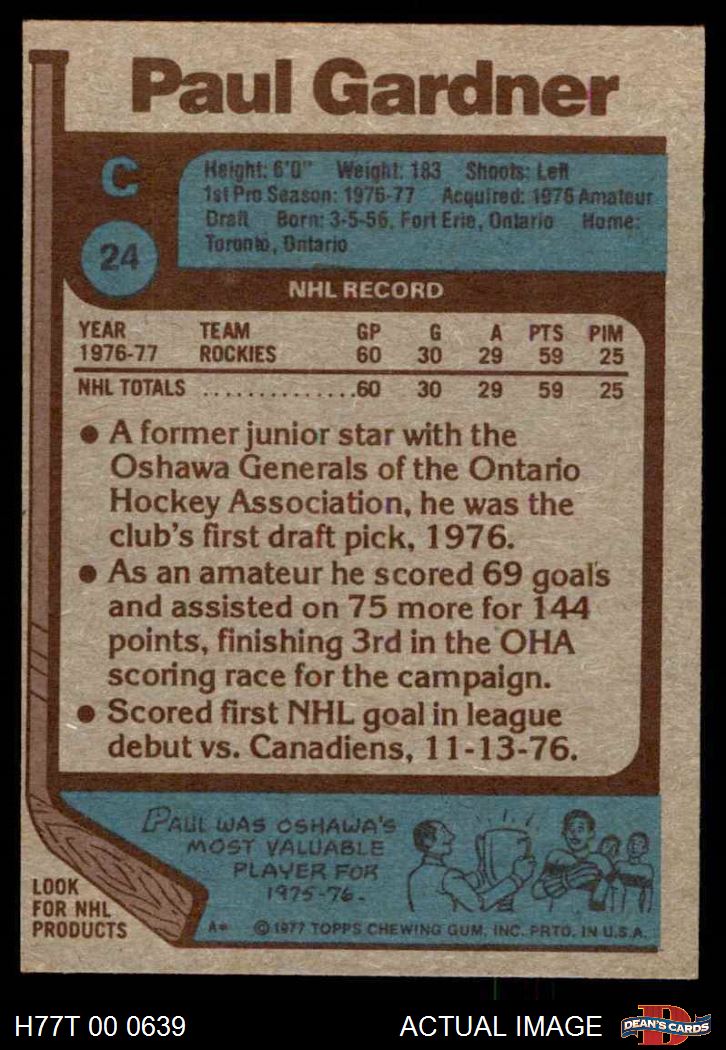 Paul Gardner
C
24
Height: 6'0" Weight: 183 Shoots: Left
1st Pro Season: 1976-77 Acquired: 1976 Amateur
Draft Born: 3-5-56, Fort Erie, Ontario Home:
Toronto, Ontario
NHL RECORD
YEAR TEAM GP G A PTS PIM
1976-77 ROCKIES 60 30 29 59 25
NHL TOTALS ..............60 30 29 59 25
● A former junior star with the
Oshawa Generals of the Ontario
Hockey Association, he was the
club's first draft pick, 1976.
● As an amateur he scored 69 goals
and assisted on 75 more for 144
points, finishing 3rd in the OHA
scoring race for the campaign.
● Scored first NHL goal in league
debut vs. Canadiens, 11-13-76.
PAUL WAS OSHAWA'S
MOST VALUABLE
PLAYER FOR
1975-76.
LOOK
FOR NHL
PRODUCTS
A* © 1977 TOPPS CHEWING GUM, INC. PRTD. IN U.S.A.
H77T 00 0639 ACTUAL IMAGE
D
DEAN'S CARDS